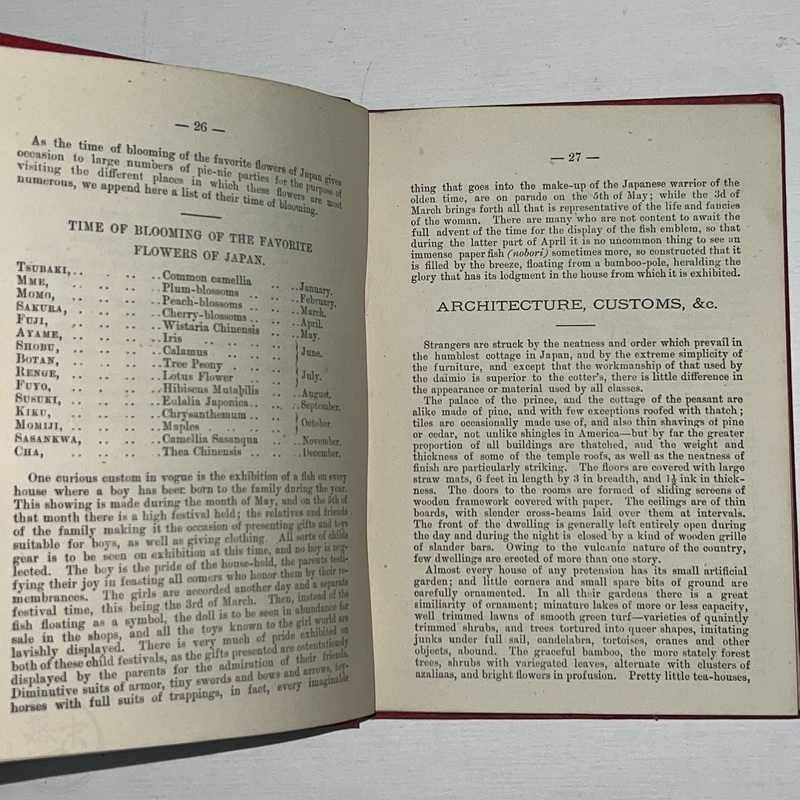 — 26 —
As the time of blooming of the favorite flowers of Japan gives
occasion to large numbers of pic-nic parties for the purpose of
visiting the different places in which these flowers are most
numerous, we append here a list of their time of blooming.
TIME OF BLOOMING OF THE FAVORITE
FLOWERS OF JAPAN.
TSUBAKI, .. .. .. ..Common camellia .. ..January.
MME, .. .. .. ..Plum-blossoms .. .. ..February.
MOMO, .. .. .. ..Peach-blossoms .. .. ..March.
SAKURA, .. .. .. ..Cherry-blossoms .. .. ..April.
FUJI, .. .. .. ..Wistaria Chinensis .. ..May.
AYAME, .. .. .. ..Iris .. .. .. ..
SHOBU, .. .. .. ..Calamus .. .. .. } June.
BOTAN, .. .. .. ..Tree Peony .. ..
RENGE, .. .. .. ..Lotus Flower .. .. } July.
FUYO, .. .. .. ..Hibiscus Mutabilis .. ..August.
SUSUKI, .. .. .. ..Eulalia Japonica.. .. ..September.
KIKU, .. .. .. ..Chrysanthemum .. ..
MOMIJI, .. .. .. ..Maples .. .. .. } October.
SASANKWA, .. .. .. ..Camellia Sasanqua .. ..November.
CHA, .. .. .. ..Thea Chinensis .. .. ..December.
One curious custom in vogue is the exhibition of a fish on every
house where a boy has been born to the family during the year.
This showing is made during the month of May, and on the 5th of
that month there is a high festival held; the relatives and friends
of the family making it the occasion of presenting gifts and toys
suitable for boys, as well as giving clothing. All sorts of childs
gear is to be seen on exhibition at this time, and no boy is neg-
lected. The boy is the pride of the house-hold, the parents testi-
fying their joy in feasting all comers who honor them by their re-
membrances. The girls are accorded another day and a separate
festival time, this being the 3rd of March. Then, instead of the
fish floating as a symbol, the doll is to be seen in abundance for
sale in the shops, and all the toys known to the girl world are
lavishly displayed. There is very much of pride exhibited on
both of these child festivals, as the gifts presented are ostentatiously
displayed by the parents for the admiration of their friends.
Diminutive suits of armor, tiny swords and bows and arrows, toy-
horses with full suits of trappings, in fact, every imaginable
— 27 —
thing that goes into the make-up of the Japanese warrior of the
olden time, are on parade on the 5th of May; while the 3d of
March brings forth all that is representative of the life and fancies
of the woman. There are many who are not content to await the
full advent of the time for the display of the fish emblem, so that
during the latter part of April it is no uncommon thing to see an
immense paper fish (nobori) sometimes more, so constructed that it
is filled by the breeze, floating from a bamboo-pole, heralding the
glory that has its lodgment in the house from which it is exhibited.
ARCHITECTURE, CUSTOMS, &c.
Strangers are struck by the neatness and order which prevail in
the humblest cottage in Japan, and by the extreme simplicity of
the furniture, and except that the workmanship of that used by
the daimio is superior to the cotter's, there is little difference in
the appearance or material used by all classes.
The palace of the prince, and the cottage of the peasant are
alike made of pine, and with few exceptions roofed with thatch;
tiles are occasionally made use of, and also thin shavings of pine
or cedar, not unlike shingles in America—but by far the greater
proportion of all buildings are thatched, and the weight and
thickness of some of the temple roofs, as well as the neatness of
finish are particularly striking. The floors are covered with large
straw mats, 6 feet in length by 3 in breadth, and 1½ ink in thick-
ness. The doors to the rooms are formed of sliding screens of
wooden framework covered with paper. The ceilings are of thin
boards, with slender cross-beams laid over them at intervals.
The front of the dwelling is generally left entirely open during
the day and during the night is closed by a kind of wooden grille
of slander bars. Owing to the vulcanic nature of the country,
few dwellings are erected of more than one story.
Almost every house of any pretension has its small artificial
garden; and little corners and small spare bits of ground are
carefully ornamented. In all their gardens there is a great
similiarity of ornament; minature lakes of more or less capacity,
well trimmed lawns of smooth green turf—varieties of quaintly
trimmed shrubs, and trees tortured into queer shapes, imitating
junks under full sail, candelabra, tortoises, cranes and other
objects, abound. The graceful bamboo, the more stately forest
trees, shrubs with variegated leaves, alternate with clusters of
azaliaas, and bright flowers in profusion. Pretty little tea-houses,